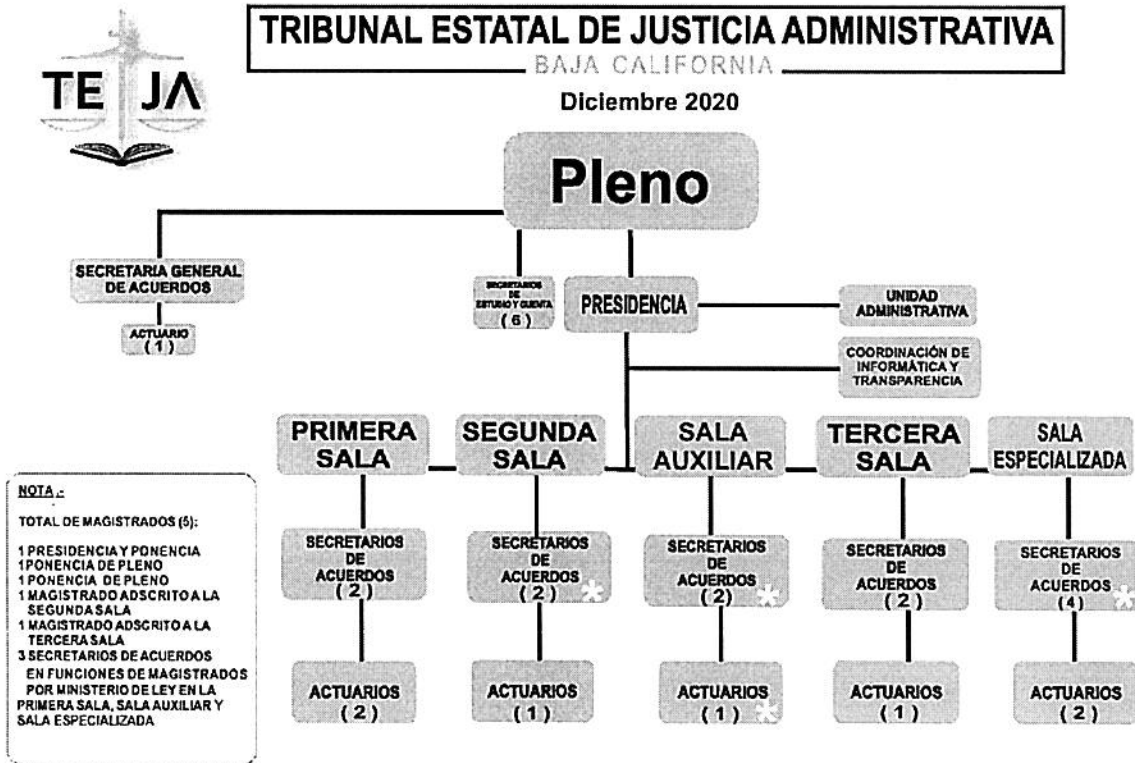 TE JA
TRIBUNAL ESTATAL DE JUSTICIA ADMINISTRATIVA
BAJA CALIFORNIA
Diciembre 2020
Pleno
SECRETARIA GENERAL
DE ACUERDOS
ACTUARIO
( 1 )
SECRETARIOS
DE
ESTUDIO Y CUENTA
( 6 )
PRESIDENCIA
UNIDAD
ADMINISTRATIVA
COORDINACIÓN DE
INFORMÁTICA Y
TRANSPARENCIA
PRIMERA
SALA
SEGUNDA
SALA
SALA
AUXILIAR
TERCERA
SALA
SALA
ESPECIALIZADA
SECRETARIOS
DE
ACUERDOS
( 2 )
SECRETARIOS
DE
ACUERDOS
( 2 ) *
SECRETARIOS
DE
ACUERDOS
( 2 ) *
SECRETARIOS
DE
ACUERDOS
( 2 )
SECRETARIOS
DE
ACUERDOS
( 4 ) *
ACTUARIOS
( 2 )
ACTUARIOS
( 1 )
ACTUARIOS
( 1 ) *
ACTUARIOS
( 1 )
ACTUARIOS
( 2 )
NOTA.-
TOTAL DE MAGISTRADOS (5):
1 PRESIDENCIA Y PONENCIA
1 PONENCIA DE PLENO
1 PONENCIA DE PLENO
1 MAGISTRADO ADSCRITO A LA
SEGUNDA SALA
1 MAGISTRADO ADSCRITO A LA
TERCERA SALA
3 SECRETARIOS DE ACUERDOS
EN FUNCIONES DE MAGISTRADOS
POR MINISTERIO DE LEY EN LA
PRIMERA SALA, SALA AUXILIAR Y
SALA ESPECIALIZADA